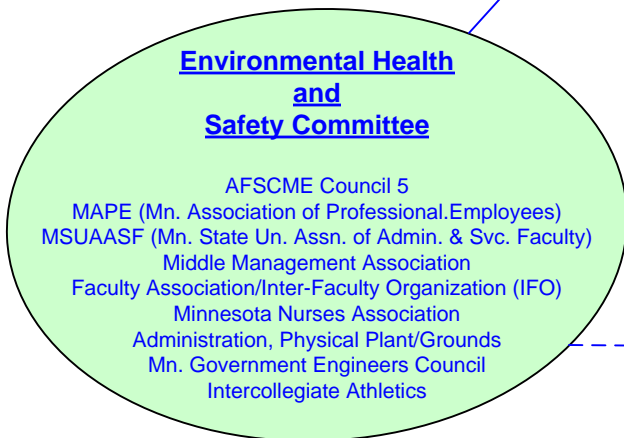 Environmental Health
and
Safety Committee
AFSCME Council 5
MAPE (Mn. Association of Professional.Employees)
MSUAASF (Mn. State Un. Assn. of Admin. & Svc. Faculty)
Middle Management Association
Faculty Association/Inter-Faculty Organization (IFO)
Minnesota Nurses Association
Administration, Physical Plant/Grounds
Mn. Government Engineers Council
Intercollegiate Athletics